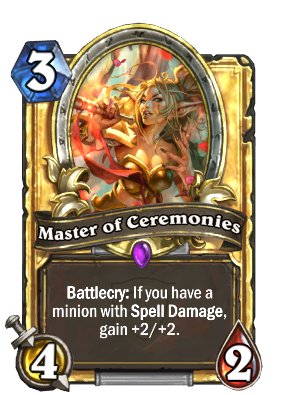 3
Master of Ceremonies
Battlecry: If you have a
minion with Spell Damage,
gain +2/+2.
4
2